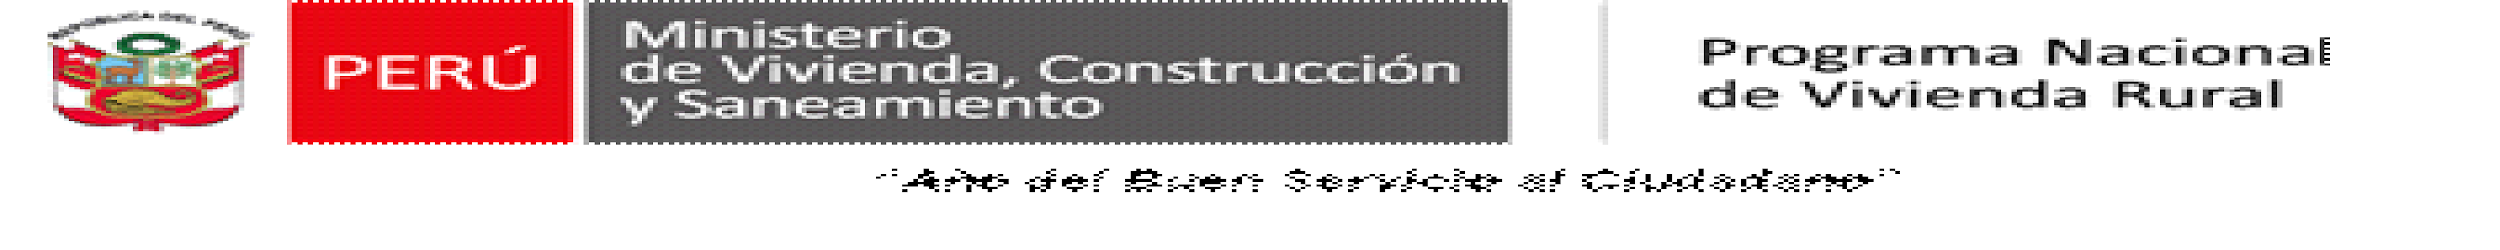 PERÚ
Ministerio
de Vivienda, Construcción
y Saneamiento
Programa Nacional
de Vivienda Rural
"Año del Buen Servicio al Ciudadano"